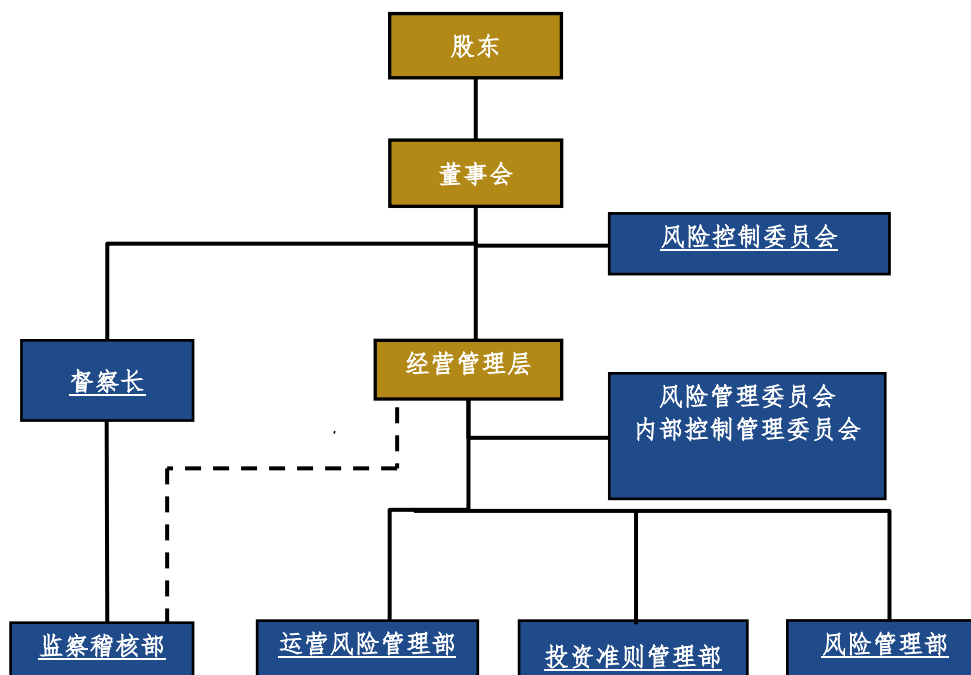 股东
董事会
风险控制委员会
督察长
经营管理层
风险管理委员会
内部控制管理委员会
监察稽核部
运营风险管理部
投资准则管理部
风险管理部